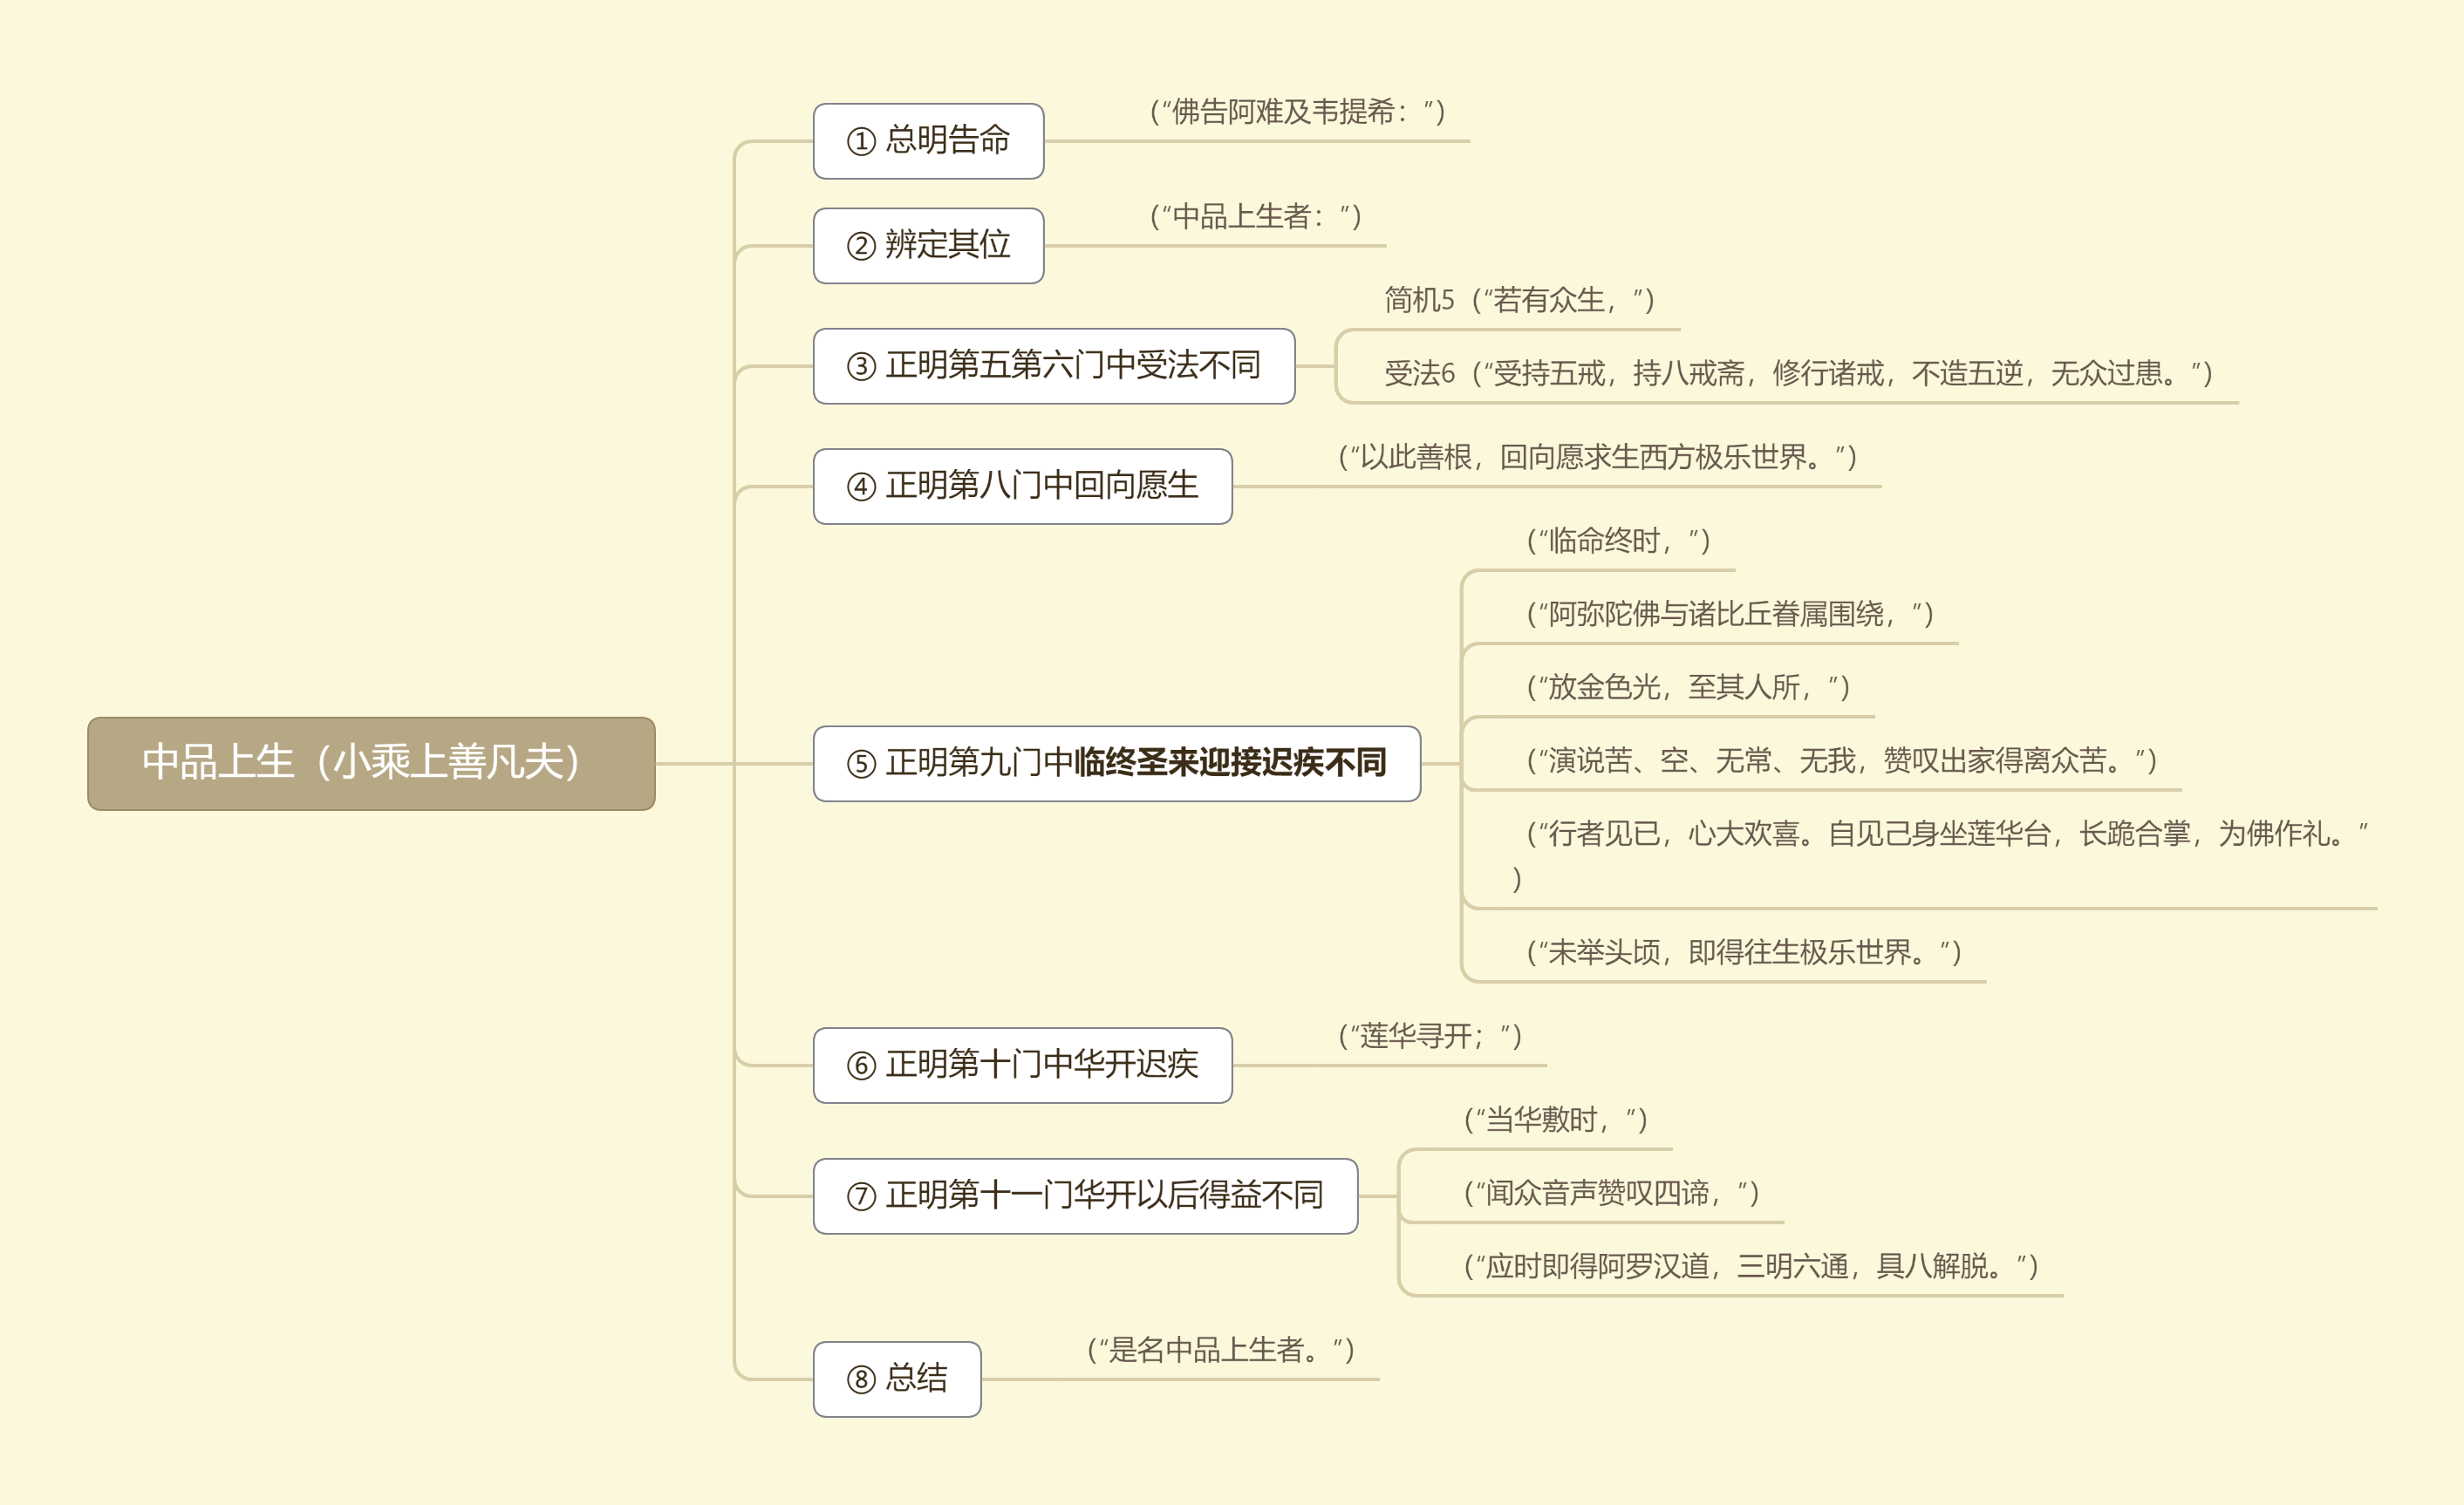 中品上生（小乘上善凡夫）
① 总明告命
（“佛告阿难及韦提希：”）
② 辨定其位
（“中品上生者：”）
③ 正明第五第六门中受法不同
简机5（“若有众生，”）
受法6（“受持五戒，持八戒斋，修行诸戒，不造五逆，无众过患。”）
④ 正明第八门中回向愿生
（“以此善根，回向愿求生西方极乐世界。”）
⑤ 正明第九门中临终圣来迎接迟疾不同
（“临命终时，”）
（“阿弥陀佛与诸比丘眷属围绕，”）
（“放金色光，至其人所，”）
（“演说苦、空、无常、无我，赞叹出家得离众苦。”）
（“行者见已，心大欢喜。自见己身坐莲华台，长跪合掌，为佛作礼。”
）
（“未举头顷，即得往生极乐世界。”）
⑥ 正明第十门中华开迟疾
（“莲华寻开；”）
⑦ 正明第十一门华开以后得益不同
（“当华敷时，”）
（“闻众音声赞叹四谛，”）
（“应时即得阿罗汉道，三明六通，具八解脱。”）
⑧ 总结
（“是名中品上生者。”）